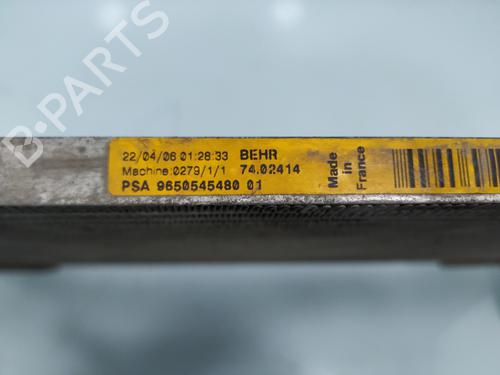 B-PARTS
22/04/06 01:28:33 BEHR
Machine:0279/1/1 74.02414
PSA 9650545480 01
Made
in
France